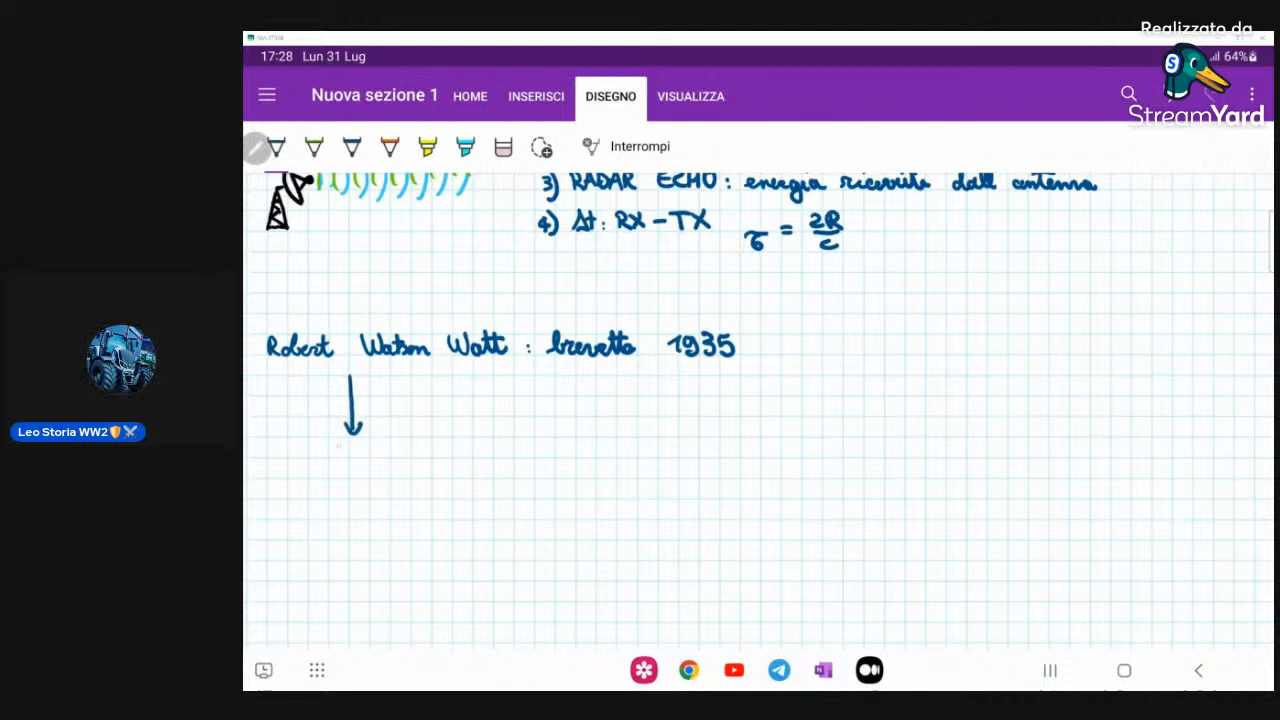 Realizzato da
StreamYard
17:28 Lun 31 Lug
64%
Nuova sezione 1 HOME INSERISCI DISEGNO VISUALIZZA
Interrompi
3) RADAR ECHO : energia ricevuta dall antenna
4) Δt : RX - TX τ = 2R/c
Robert Watson Watt : brevetto 1935
Leo Storia WW2